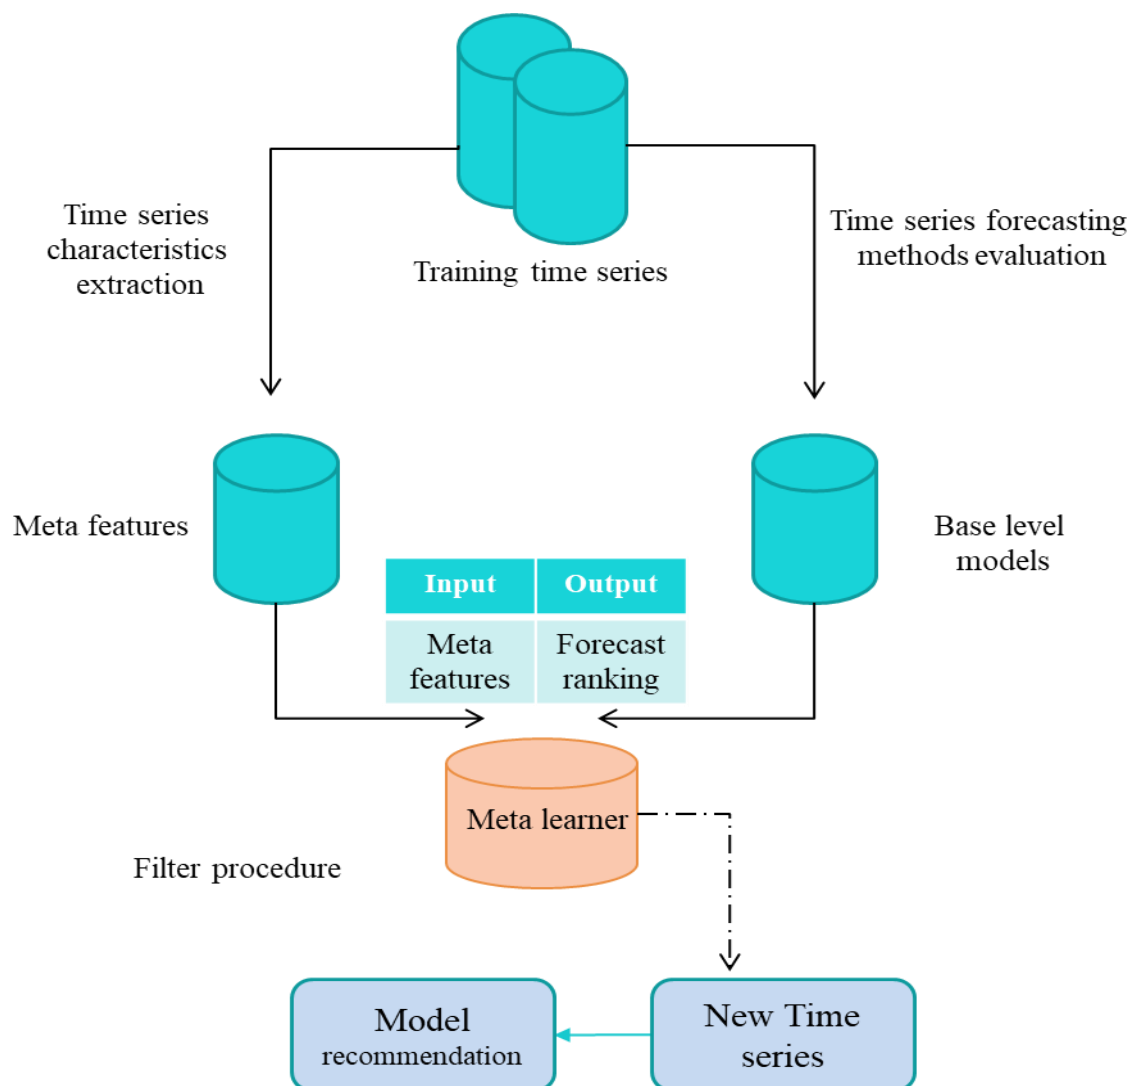 Time series
characteristics
extraction
Training time series
Time series forecasting
methods evaluation
Meta features
Base level
models
Input
Output
Meta
features
Forecast
ranking
Meta learner
Filter procedure
Model
recommendation
New Time
series